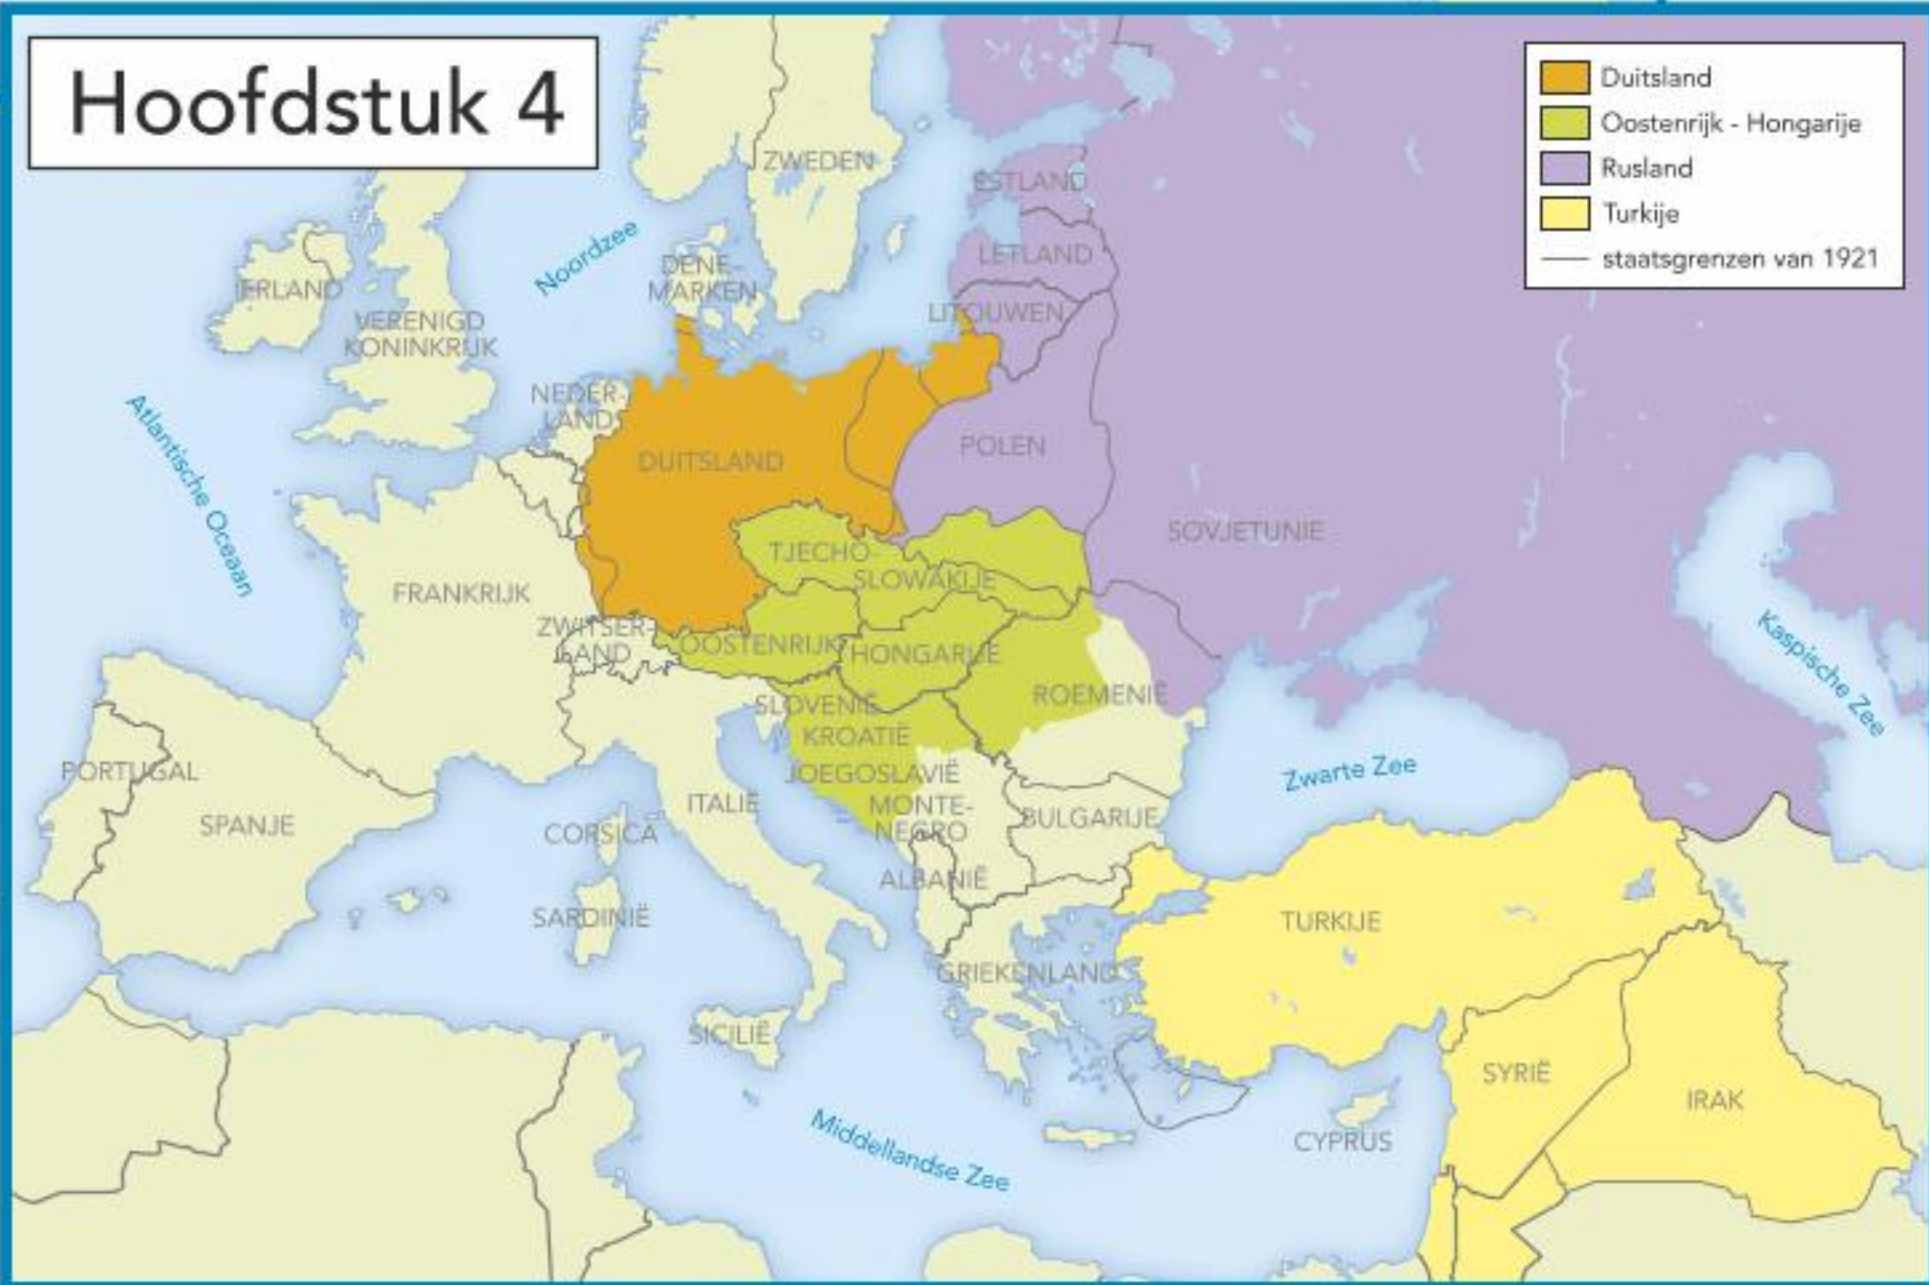 Hoofdstuk 4
Duitsland
Oostenrijk - Hongarije
Rusland
Turkije
staatsgrenzen van 1921
ZWEDEN
ESTLAND
Noordzee
LETLAND
DENE-
MARKEN
IERLAND
LITOUWEN
VERENIGD
KONINKRIJK
NEDER-
LAND
Atlantische Oceaan
DUITSLAND
POLEN
SOVJETUNIE
TJECHO-
SLOWAKIJE
FRANKRIJK
ZWITSER-
LAND
OOSTENRIJK
HONGARIJE
Kaspische Zee
ROEMENIË
SLOVENIË
KROATIË
Zwarte Zee
PORTUGAL
JOEGOSLAVIË
SPANJE
ITALIË
MONTE-
NEGRO
BULGARIJE
CORSICA
ALBANIË
SARDINIË
TURKIJE
GRIEKENLAND
SICILIË
SYRIË
IRAK
Middellandse Zee
CYPRUS